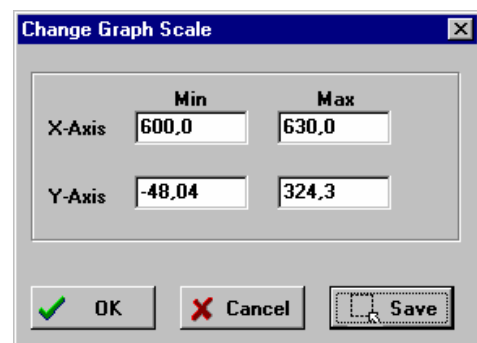 Change Graph Scale
Min Max
X-Axis 600,0 630,0
Y-Axis -48,04 324,3
OK Cancel Save